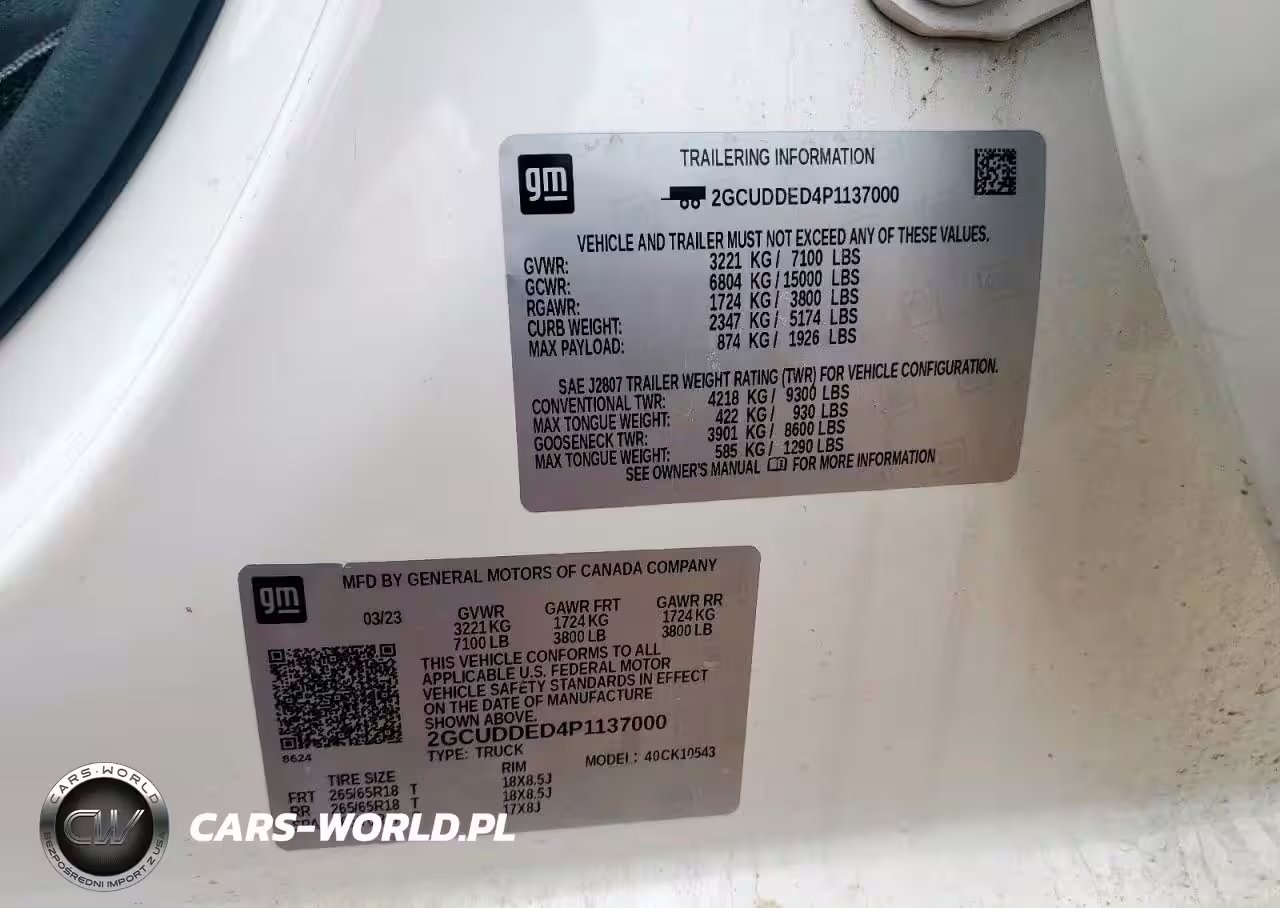 gm
TRAILERING INFORMATION
2GCUDDED4P1137000
VEHICLE AND TRAILER MUST NOT EXCEED ANY OF THESE VALUES.
GVWR: 3221 KG / 7100 LBS
GCWR: 6804 KG / 15000 LBS
RGAWR: 1724 KG / 3800 LBS
CURB WEIGHT: 2347 KG / 5174 LBS
MAX PAYLOAD: 874 KG / 1926 LBS
SAE J2807 TRAILER WEIGHT RATING (TWR) FOR VEHICLE CONFIGURATION.
CONVENTIONAL TWR: 4218 KG / 9300 LBS
MAX TONGUE WEIGHT: 422 KG / 930 LBS
GOOSENECK TWR: 3901 KG / 8600 LBS
MAX TONGUE WEIGHT: 585 KG / 1290 LBS
SEE OWNER'S MANUAL FOR MORE INFORMATION
gm
MFD BY GENERAL MOTORS OF CANADA COMPANY
03/23 GVWR GAWR FRT GAWR RR
3221 KG 1724 KG 1724 KG
7100 LB 3800 LB 3800 LB
THIS VEHICLE CONFORMS TO ALL
APPLICABLE U.S. FEDERAL MOTOR
VEHICLE SAFETY STANDARDS IN EFFECT
ON THE DATE OF MANUFACTURE
SHOWN ABOVE.
2GCUDDED4P1137000
8624
TYPE: TRUCK MODEL: 40CK10543
TIRE SIZE RIM
FRT 265/65R18 T 18X8.5J
RR 265/65R18 T 18X8.5J
17X8J
CARS-WORLD
CW
BEZPOŚREDNI IMPORT Z USA
CARS-WORLD.PL